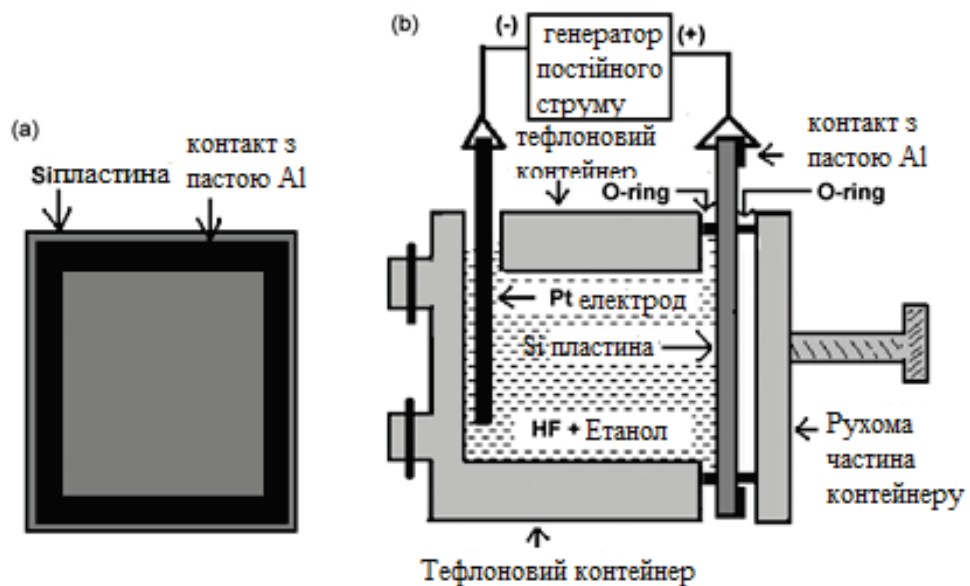 (a)
Siпластина
контакт з
пастою Al
(b)
(-)
генератор
постійного
струму
(+)
тефлоновий
контейнер
контакт з
пастою Al
O-ring
O-ring
Pt електрод
Si пластина
HF + Етанол
Рухома
частина
контейнеру
Тефлоновий контейнер